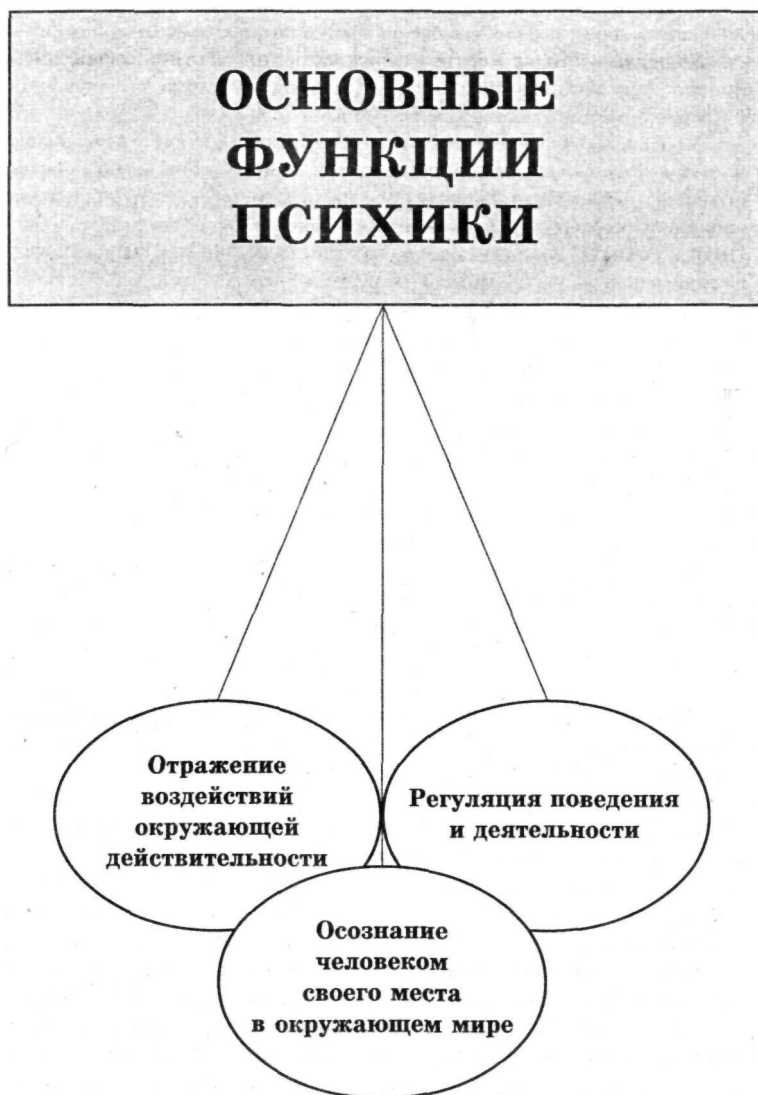 ОСНОВНЫЕ
ФУНКЦИИ
ПСИХИКИ
Отражение
воздействий
окружающей
действительности
Регуляция поведения
и деятельности
Осознание
человеком
своего места
в окружающем мире